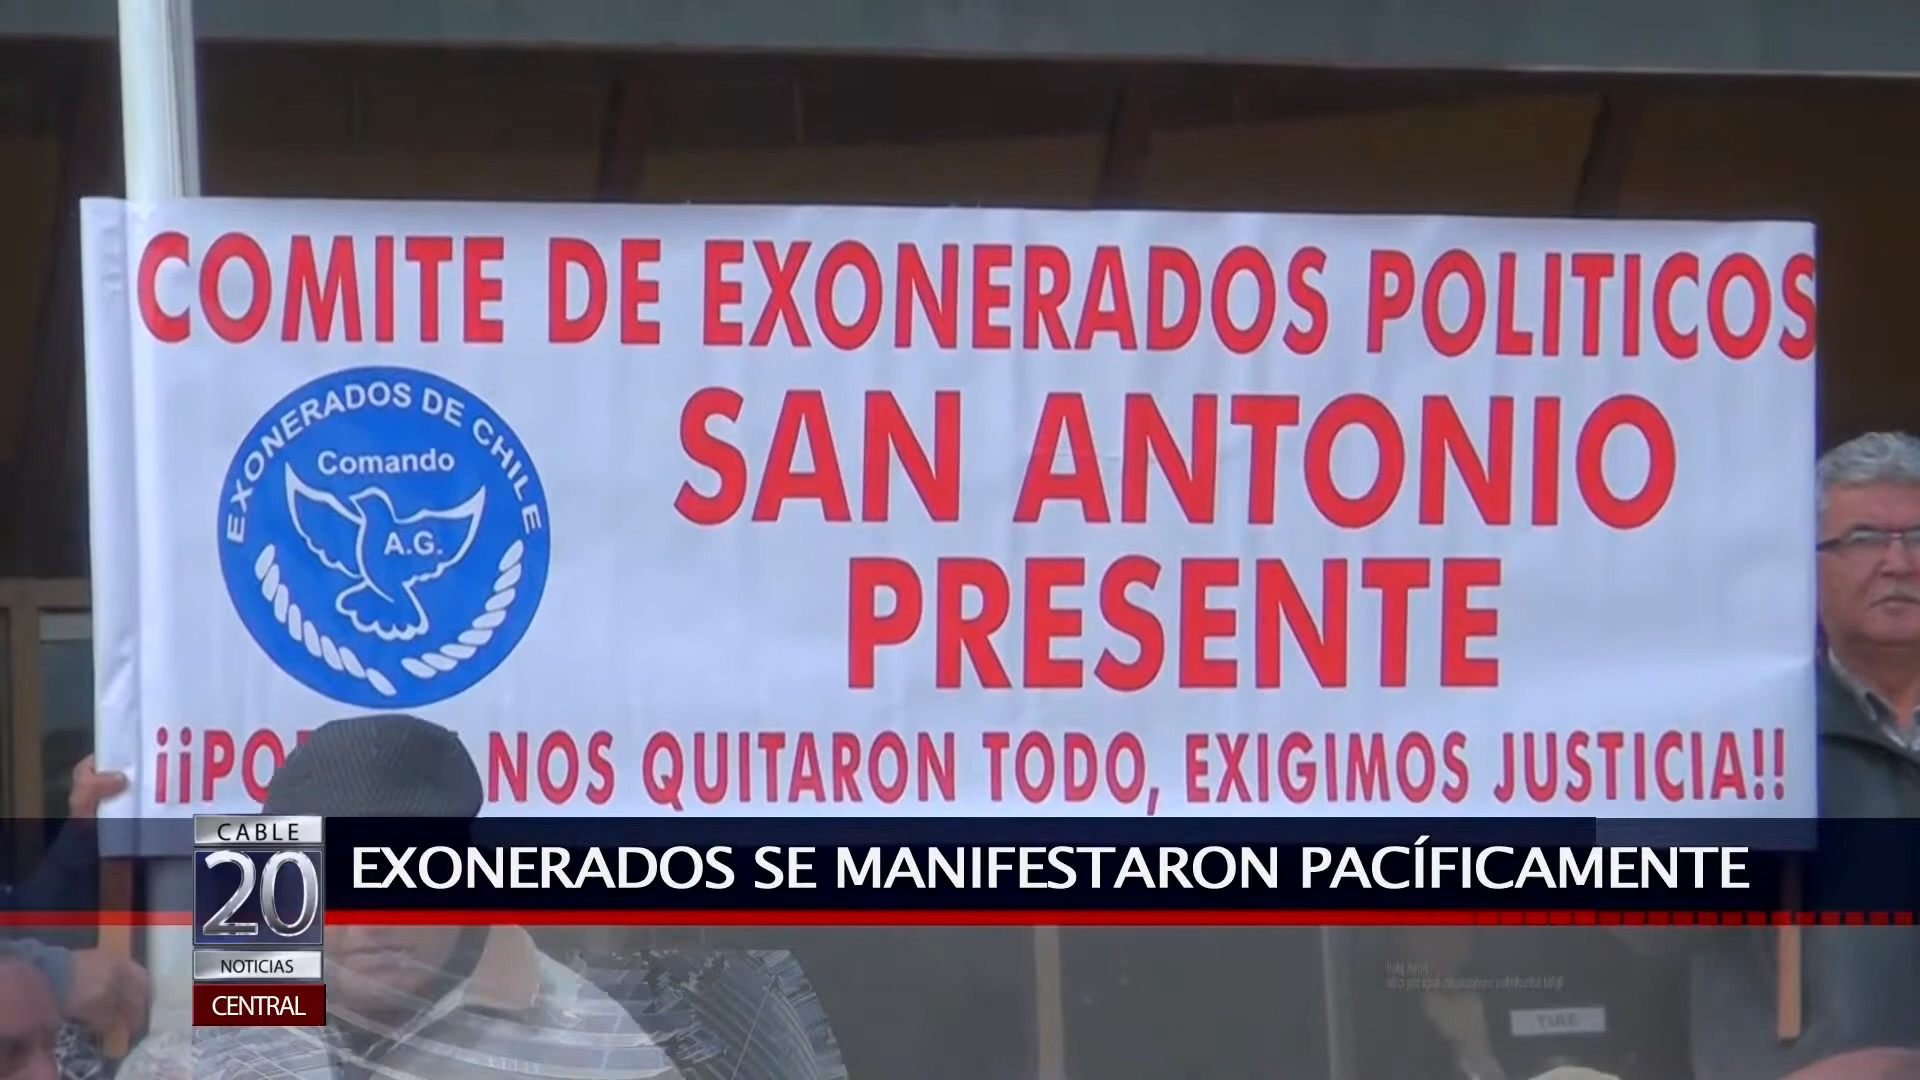 COMITE DE EXONERADOS POLITICOS
EXONERADOS DE CHILE
Comando
A.G.
SAN ANTONIO
PRESENTE
NOS QUITARON TODO, EXIGIMOS JUSTICIA!!
CABLE
20
NOTICIAS
CENTRAL
EXONERADOS SE MANIFESTARON PACÍFICAMENTE